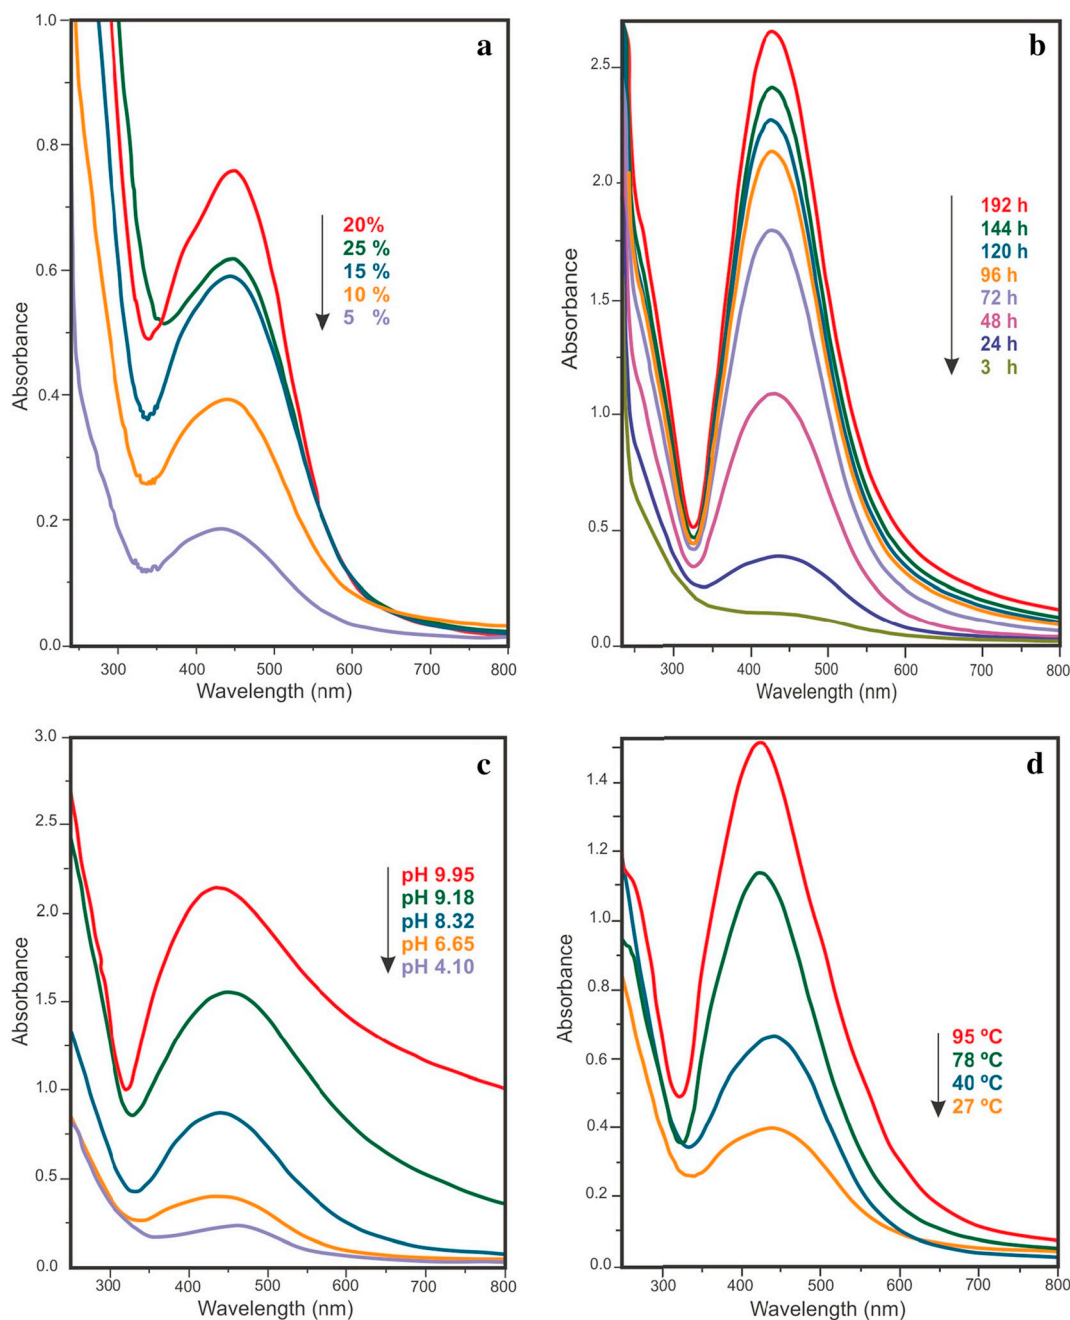 a
1.0
0.8
0.6
0.4
0.2
0.0
Absorbance
20%
25 %
15 %
10 %
5 %
300 400 500 600 700 800
Wavelength (nm)
b
2.5
2.0
1.5
1.0
0.5
0.0
Absorbance
192 h
144 h
120 h
96 h
72 h
48 h
24 h
3 h
300 400 500 600 700 800
Wavelength (nm)
c
3.0
2.5
2.0
1.5
1.0
0.5
0.0
Absorbance
pH 9.95
pH 9.18
pH 8.32
pH 6.65
pH 4.10
300 400 500 600 700 800
Wavelength (nm)
d
1.4
1.2
1.0
0.8
0.6
0.4
0.2
0.0
Absorbance
95 ºC
78 ºC
40 ºC
27 ºC
300 400 500 600 700 800
Wavelength (nm)